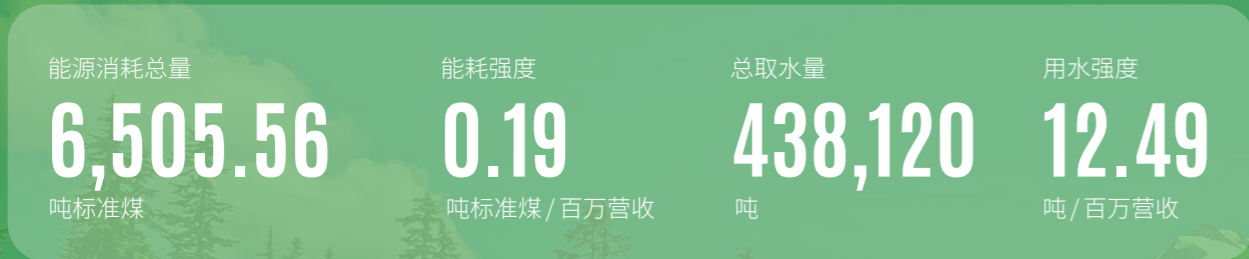 能源消耗总量
6,505.56
吨标准煤
能耗强度
0.19
吨标准煤/百万营收
总取水量
438,120
吨
用水强度
12.49
吨/百万营收